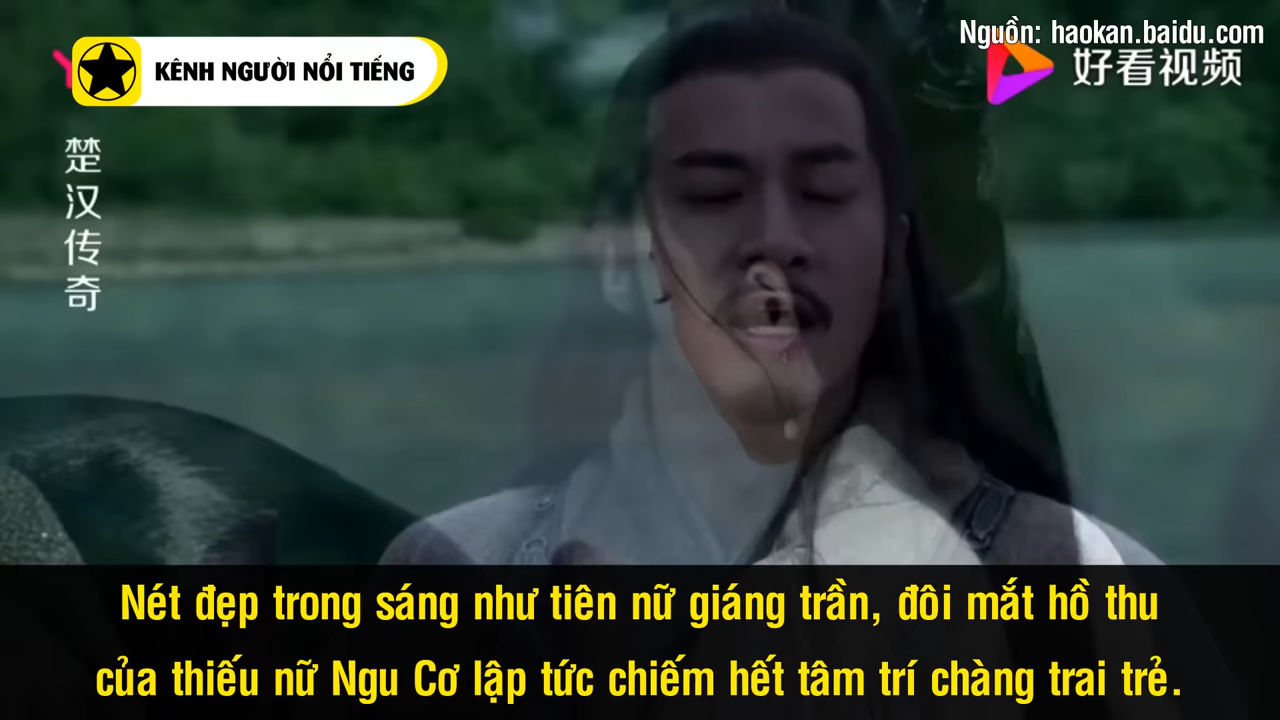 Nguồn: haokan.baidu.com
KÊNH NGƯỜI NỔI TIẾNG
好看视频
楚汉传奇
Nét đẹp trong sáng như tiên nữ giáng trần, đôi mắt hồ thu
của thiếu nữ Ngu Cơ lập tức chiếm hết tâm trí chàng trai trẻ.